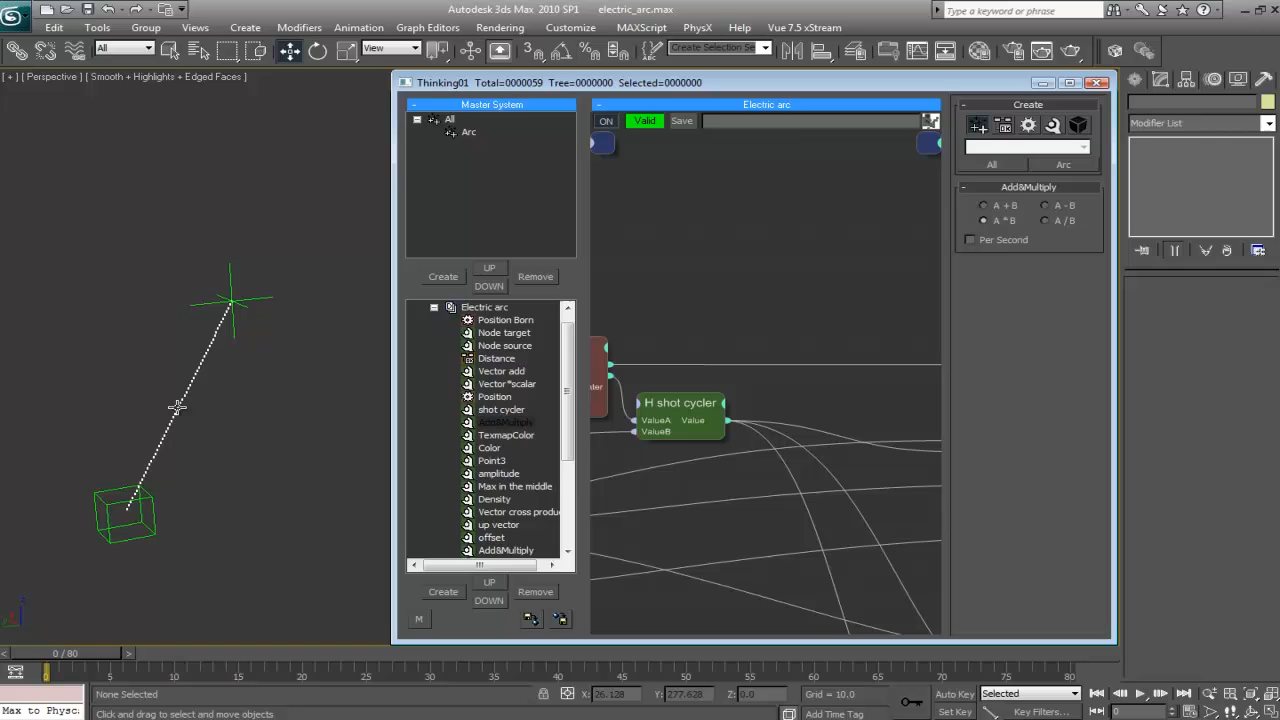 Autodesk 3ds Max 2010 SP1 electric_arc.max
Type a keyword or phrase
Edit Tools Group Views Create Modifiers Animation Graph Editors Rendering Customize MAXScript Help PhysX Vue 7.5 xStream
All View Create Selection Se
[ + ] [ Perspective ] [ Smooth + Highlights + Edged Faces ]
Thinking01 Total=0000059 Tree=0000000 Selected=0000000
Master System
All
Arc
Create UP Remove
DOWN
Electric arc
Position Born
Node target
Node source
Distance
Vector add
Vector*scalar
Position
shot cycler
Add&Multiply
TexmapColor
Color
Point3
amplitude
Max in the middle
Density
Vector cross produ
up vector
offset
Add&Multiply
Create UP Remove
DOWN
M
Electric arc
ON Valid Save
H shot cycler
ValueA Value
ValueB
Create
All Arc
Add&Multiply
A + B A - B
A * B A / B
Per Second
Modifier List
0 / 80
0 5 10 15 20 25 30 35 40 45 50 55 60 65 70 75 80
None Selected X: 26.128 Y: 277.628 Z: 0.0 Grid = 10.0 Auto Key Selected
Max to Physc
Click and drag to select and move objects Add Time Tag Set Key Key Filters... 0